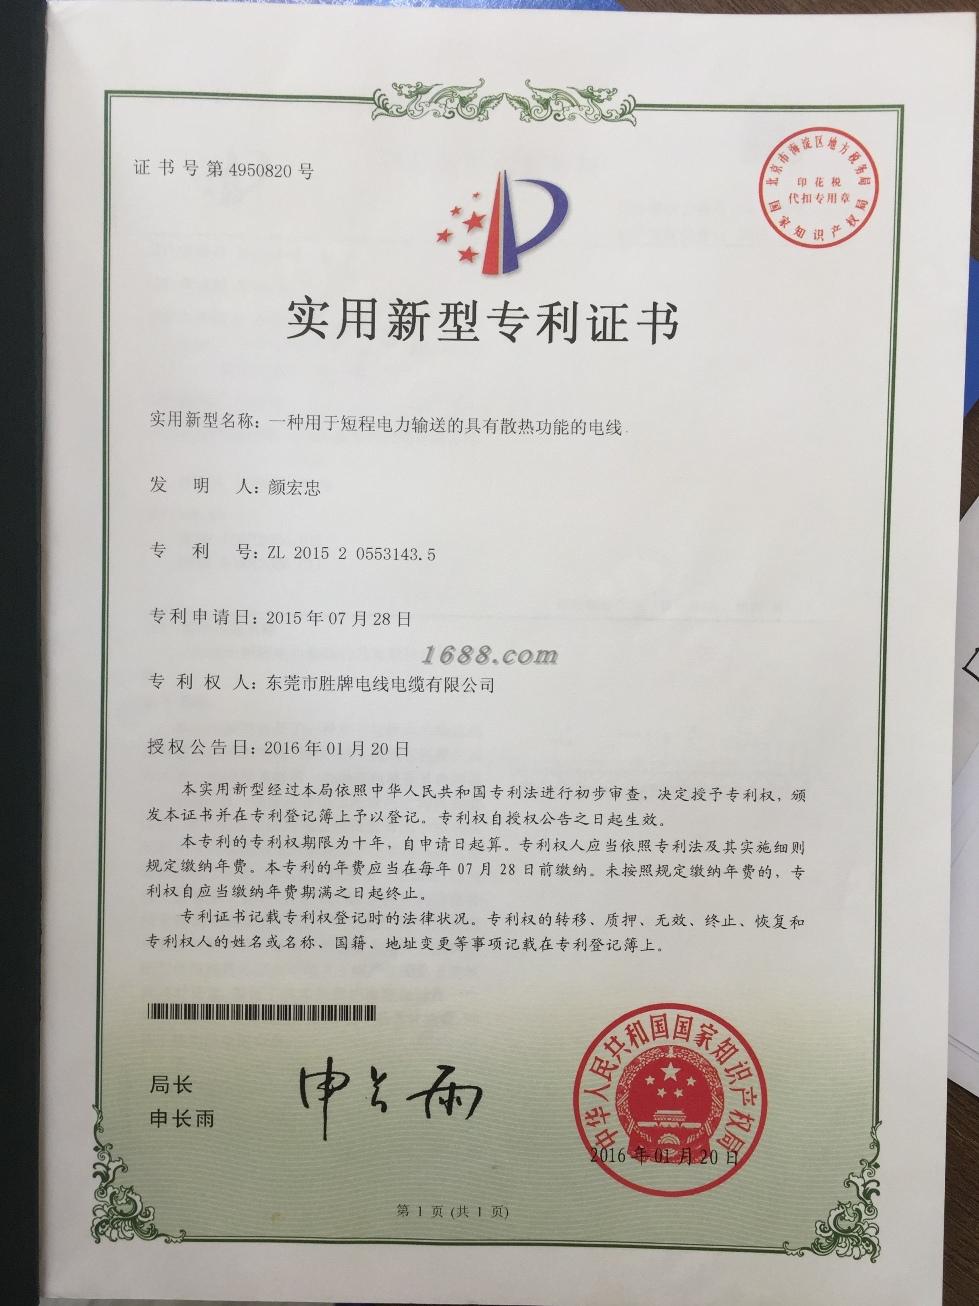 证书号第4950820号
北京市海淀区地方税务局
印花税
代扣专用章
国家知识产权局
实用新型专利证书
实用新型名称：一种用于短程电力输送的具有散热功能的电线
发明人：颜宏忠
专利号：ZL 2015 2 0553143.5
专利申请日：2015年07月28日
1688.com
专利权人：东莞市胜牌电线电缆有限公司
授权公告日：2016年01月20日
本实用新型经过本局依照中华人民共和国专利法进行初步审查，决定授予专利权，颁
发本证书并在专利登记簿上予以登记。专利权自授权公告之日起生效。
本专利的专利权期限为十年，自申请日起算。专利权人应当依照专利法及其实施细则
规定缴纳年费。本专利的年费应当在每年07月28日前缴纳。未按照规定缴纳年费的，专
利权自应当缴纳年费期满之日起终止。
专利证书记载专利权登记时的法律状况。专利权的转移、质押、无效、终止、恢复和
专利权人的姓名或名称、国籍、地址变更等事项记载在专利登记簿上。
局长
申长雨
申长雨
中华人民共和国国家知识产权局
2016年01月20日
第1页(共1页)